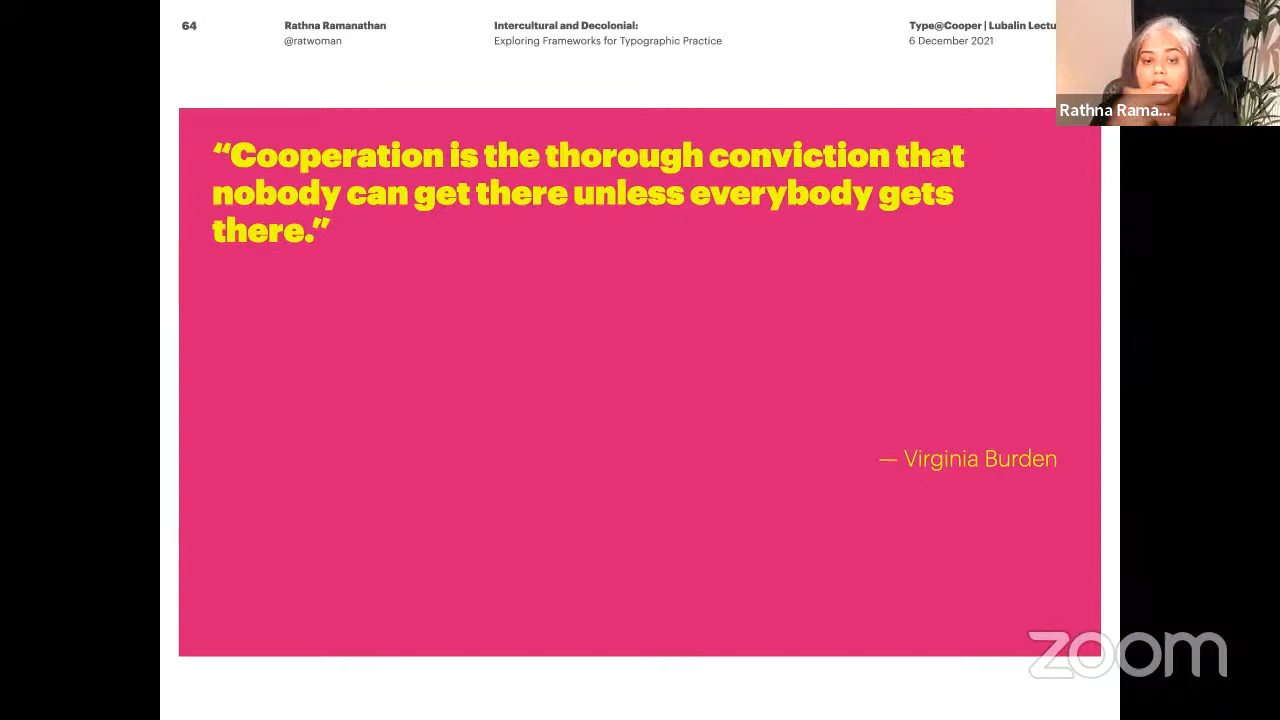 64
Rathna Ramanathan
@ratwoman
Intercultural and Decolonial:
Exploring Frameworks for Typographic Practice
Type@Cooper | Lubalin Lectu
6 December 2021
Rathna Rama...
“Cooperation is the thorough conviction that
nobody can get there unless everybody gets
there.”
— Virginia Burden
zoom